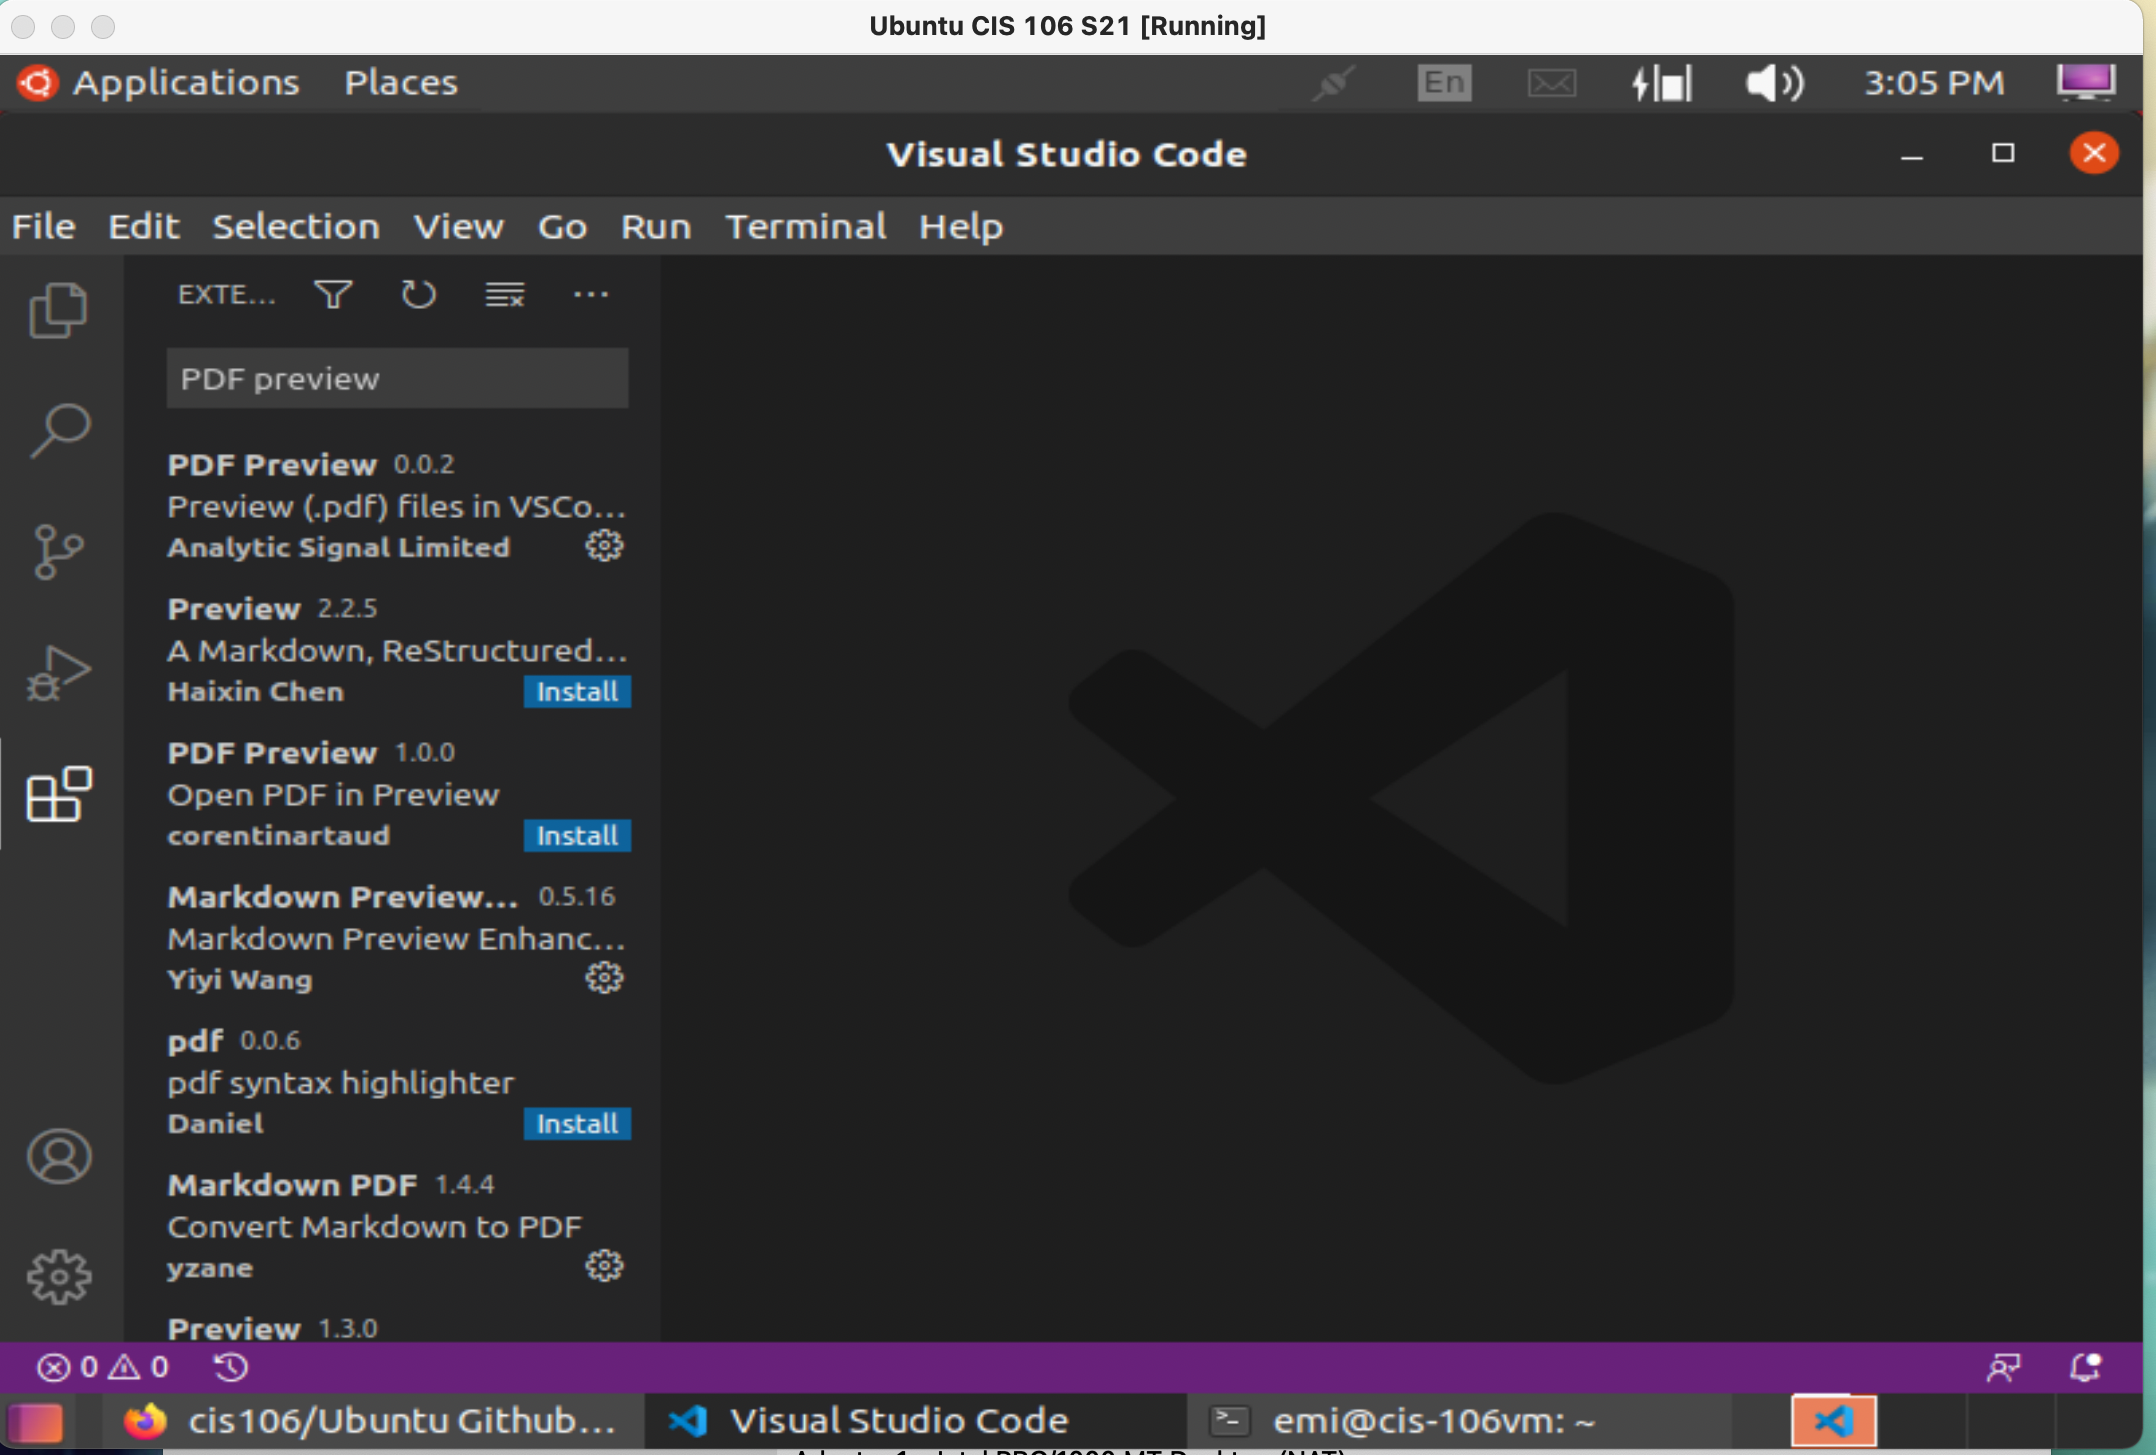 Ubuntu CIS 106 S21 [Running]
Applications Places En 3:05 PM
Visual Studio Code
File Edit Selection View Go Run Terminal Help
EXTE...
PDF preview
PDF Preview 0.0.2
Preview (.pdf) files in VSCo...
Analytic Signal Limited
Preview 2.2.5
A Markdown, ReStructured...
Haixin Chen Install
PDF Preview 1.0.0
Open PDF in Preview
corentinartaud Install
Markdown Preview... 0.5.16
Markdown Preview Enhanc...
Yiyi Wang
pdf 0.0.6
pdf syntax highlighter
Daniel Install
Markdown PDF 1.4.4
Convert Markdown to PDF
yzane
Preview 1.3.0
0 0
cis106/Ubuntu Github... Visual Studio Code emi@cis-106vm: ~